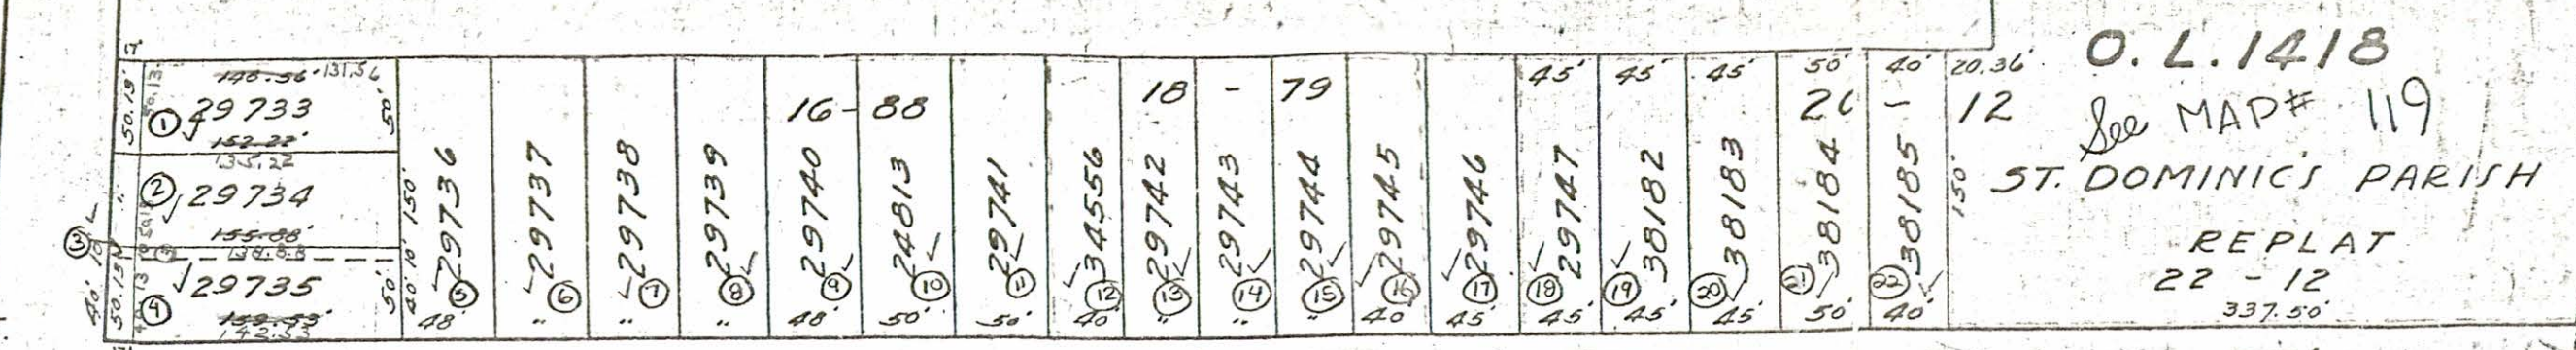 148.56' 131.56
50.13'
50'
① 29733
152.22'
135.22
② 29734
155.88'
138.88
③
50.13
50'
④ 29735
159.53'
142.53
40'
150'
40' 10'
29736 ⑤ 48'
29737 ⑥ "
29738 ⑦ "
29739 ⑧ "
16 - 88
29740 ⑨ 48'
24813 ⑩ 50'
29741 ⑪ 50'
34556 ⑫ 40'
18 - 79
29742 ⑬ "
29743 ⑭ "
29744 ⑮ "
29745 ⑯ 40
29746 ⑰ 45'
45' 29747 ⑱ 45'
45' 38182 ⑲ 45'
45' 38183 ⑳ 45'
50' 38184 ㉑ 50'
40' 38185 ㉒ 40'
20.36'
- 12
150'
O. L. 1418
See MAP# 119
ST. DOMINIC'S PARISH
REPLAT
22 - 12
337.50'